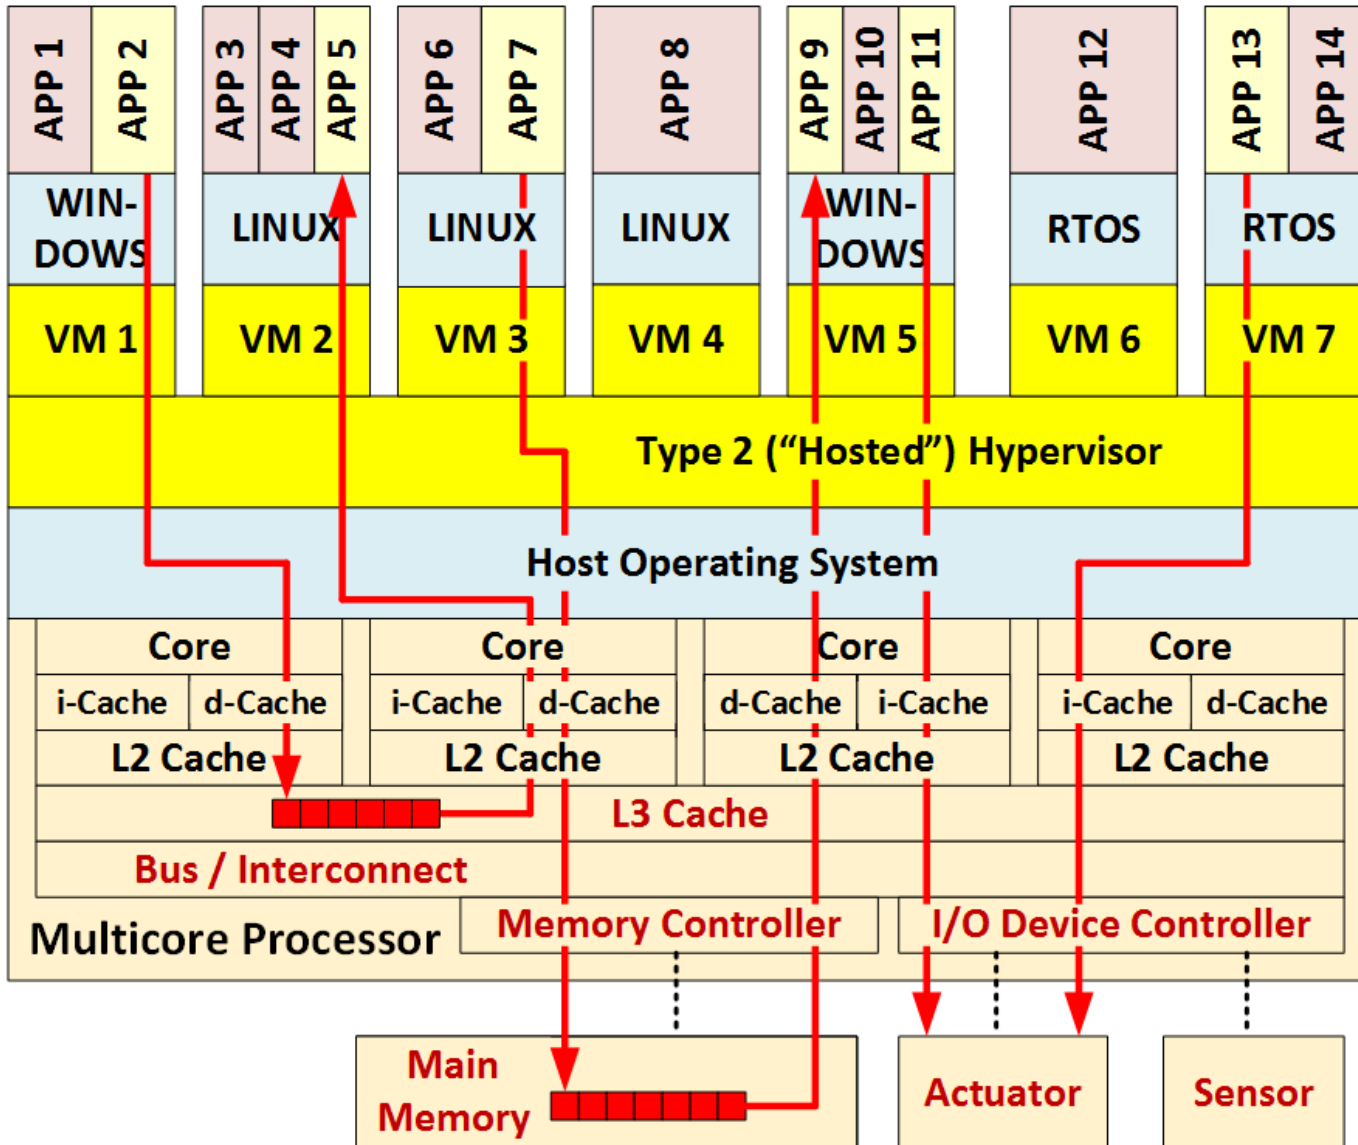 APP 1
APP 2
APP 3
APP 4
APP 5
APP 6
APP 7
APP 8
APP 9
APP 10
APP 11
APP 12
APP 13
APP 14
WIN-
DOWS
LINUX
LINUX
LINUX
WIN-
DOWS
RTOS
RTOS
VM 1
VM 2
VM 3
VM 4
VM 5
VM 6
VM 7
Type 2 (“Hosted”) Hypervisor
Host Operating System
Core
Core
Core
Core
i-Cache
d-Cache
i-Cache
d-Cache
d-Cache
i-Cache
i-Cache
d-Cache
L2 Cache
L2 Cache
L2 Cache
L2 Cache
L3 Cache
Bus / Interconnect
Memory Controller
I/O Device Controller
Multicore Processor
Main
Memory
Actuator
Sensor